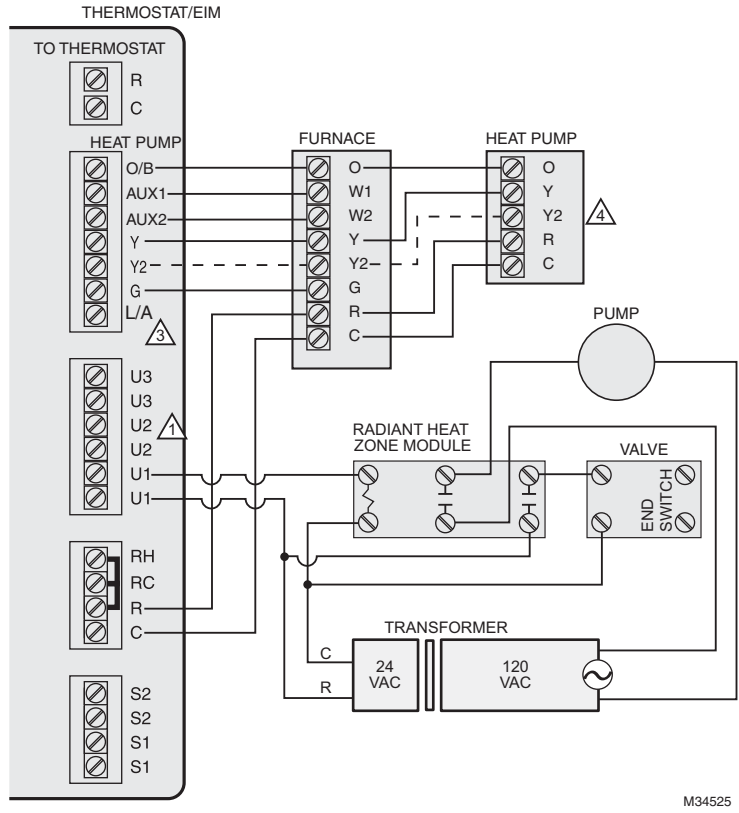 THERMOSTAT/EIM
TO THERMOSTAT
R
C
HEAT PUMP
O/B
AUX1
AUX2
Y
Y2
G
L/A
3
U3
U3
U2
1
U2
U1
U1
RH
RC
R
C
S2
S2
S1
S1
FURNACE
O
W1
W2
Y
Y2
G
R
C
HEAT PUMP
O
Y
Y2
4
R
C
PUMP
RADIANT HEAT
ZONE MODULE
VALVE
END
SWITCH
TRANSFORMER
C
R
24
VAC
120
VAC
M34525